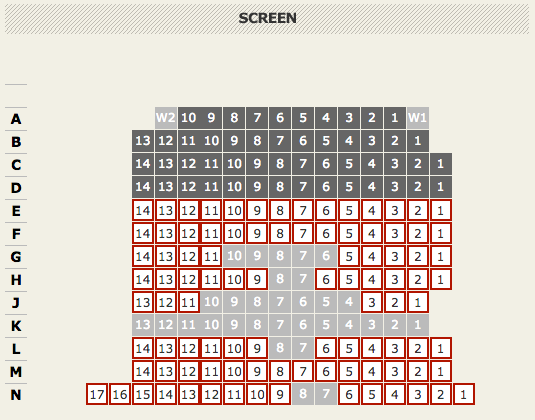 SCREEN
A W2 10 9 8 7 6 5 4 3 2 1 W1
B 13 12 11 10 9 8 7 6 5 4 3 2 1
C 14 13 12 11 10 9 8 7 6 5 4 3 2 1
D 14 13 12 11 10 9 8 7 6 5 4 3 2 1
E 14 13 12 11 10 9 8 7 6 5 4 3 2 1
F 14 13 12 11 10 9 8 7 6 5 4 3 2 1
G 14 13 12 11 10 9 8 7 6 5 4 3 2 1
H 14 13 12 11 10 9 8 7 6 5 4 3 2 1
J 13 12 11 10 9 8 7 6 5 4 3 2 1
K 13 12 11 10 9 8 7 6 5 4 3 2 1
L 14 13 12 11 10 9 8 7 6 5 4 3 2 1
M 14 13 12 11 10 9 8 7 6 5 4 3 2 1
N 17 16 15 14 13 12 11 10 9 8 7 6 5 4 3 2 1